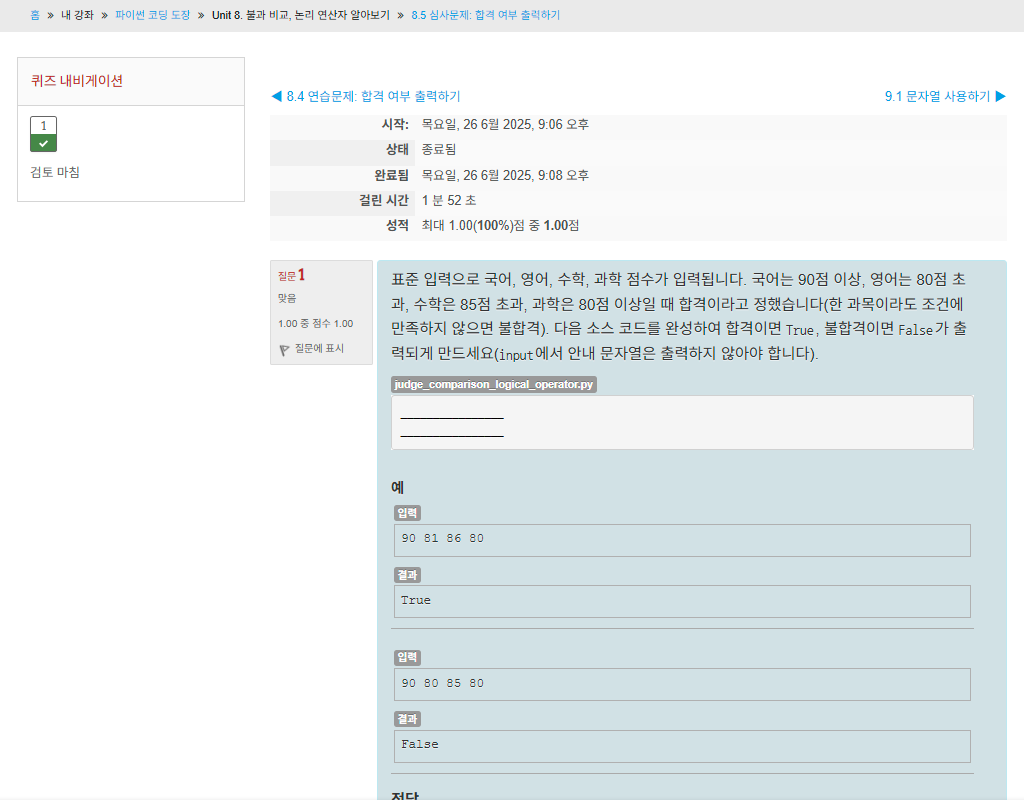 홈 » 내 강좌 » 파이썬 코딩 도장 » Unit 8. 불과 비교, 논리 연산자 알아보기 » 8.5 심사문제: 합격 여부 출력하기
퀴즈 내비게이션
1
검토 마침
◀ 8.4 연습문제: 합격 여부 출력하기
9.1 문자열 사용하기 ▶
시작: 목요일, 26 6월 2025, 9:06 오후
상태 종료됨
완료됨 목요일, 26 6월 2025, 9:08 오후
걸린 시간 1 분 52 초
성적 최대 1.00(100%)점 중 1.00점
질문 1
맞음
1.00 중 점수 1.00
질문에 표시
표준 입력으로 국어, 영어, 수학, 과학 점수가 입력됩니다. 국어는 90점 이상, 영어는 80점 초
과, 수학은 85점 초과, 과학은 80점 이상일 때 합격이라고 정했습니다(한 과목이라도 조건에
만족하지 않으면 불합격). 다음 소스 코드를 완성하여 합격이면 True, 불합격이면 False가 출
력되게 만드세요(input에서 안내 문자열은 출력하지 않아야 합니다).
judge_comparison_logical_operator.py
________________
________________
예
입력
90 81 86 80
결과
True
입력
90 80 85 80
결과
False
정답